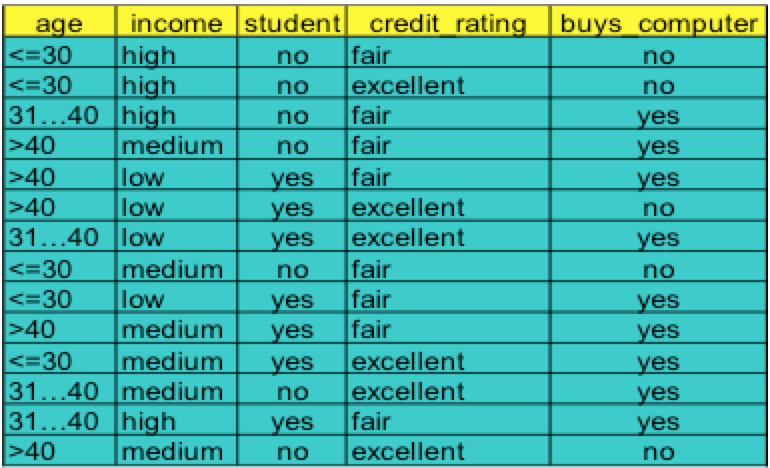 age income student credit_rating buys_computer
<=30 high no fair no
<=30 high no excellent no
31…40 high no fair yes
>40 medium no fair yes
>40 low yes fair yes
>40 low yes excellent no
31…40 low yes excellent yes
<=30 medium no fair no
<=30 low yes fair yes
>40 medium yes fair yes
<=30 medium yes excellent yes
31…40 medium no excellent yes
31…40 high yes fair yes
>40 medium no excellent no